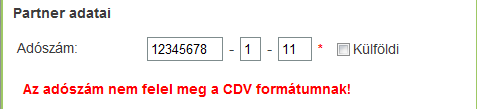 Partner adatai
Adószám: 12345678 - 1 - 11 * Külföldi
Az adószám nem felel meg a CDV formátumnak!